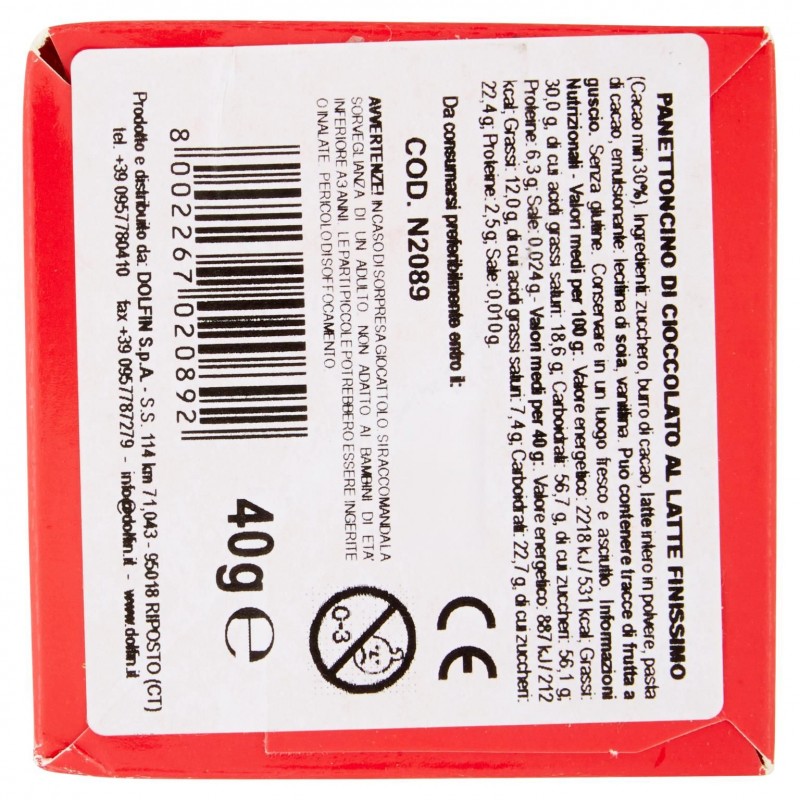 PANETTONCINO DI CIOCCOLATO AL LATTE FINISSIMO
(Cacao min 30%). Ingredienti: zucchero, burro di cacao, latte intero in polvere, pasta
di cacao, emulsionante: lecitina di soia, vanillina. Può contenere tracce di frutta a
guscio. Senza glutine. Conservare in un luogo fresco e asciutto. Informazioni
Nutrizionali - Valori medi per 100 g: Valore energetico: 2218 kJ / 531 kcal; Grassi:
30,0 g, di cui acidi grassi saturi: 18,6 g; Carboidrati: 56,7 g, di cui zuccheri: 56,1 g;
Proteine: 6,3 g; Sale: 0,024 g - Valori medi per 40 g: Valore energetico: 887 kJ / 212
kcal; Grassi: 12,0 g, di cui acidi grassi saturi: 7,4 g; Carboidrati: 22,7 g, di cui zuccheri:
22,4 g; Proteine: 2,5 g; Sale: 0,010 g.
Da consumarsi preferibilmente entro il:
COD. N2089
CE
AVVERTENZE! IN CASO DI SORPRESA GIOCATTOLO SI RACCOMANDA LA
SORVEGLIANZA DI UN ADULTO. NON ADATTO AI BAMBINI DI ETA'
INFERIORE A 3 ANNI. LE PARTI PICCOLE POTREBBERO ESSERE INGERITE
O INALATE. PERICOLO DI SOFFOCAMENTO
0-3
8 002267 020892
40g e
Prodotto e distribuito da: DOLFIN S.p.A. - S.S. 114 km 71,043 - 95018 RIPOSTO (CT)
tel. +39 0957780410 fax +39 0957787279 - info@dolfin.it - www.dolfin.it